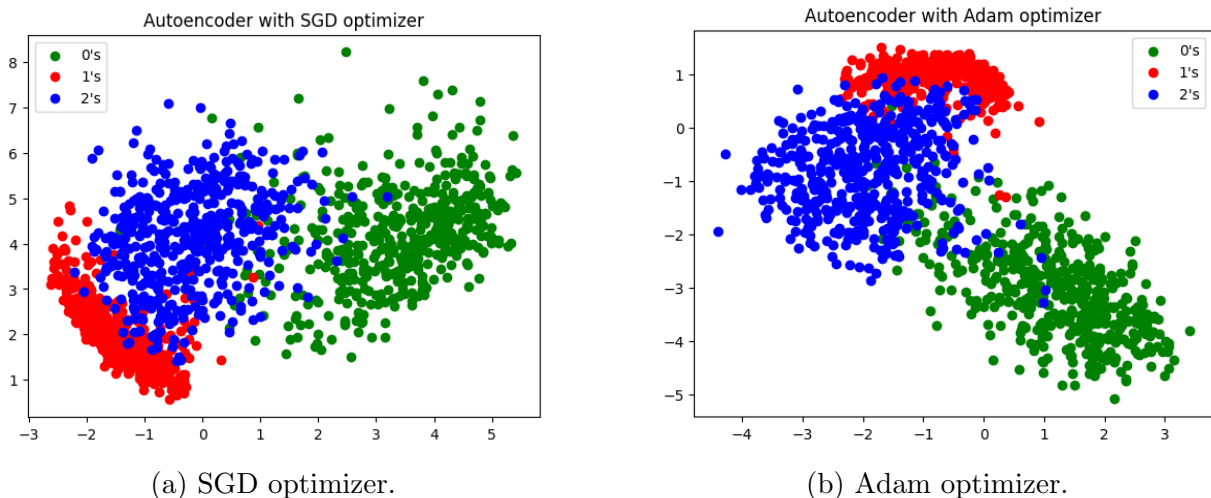 Autoencoder with SGD optimizer
0's
1's
2's
8
7
6
5
4
3
2
1
−3 −2 −1 0 1 2 3 4 5
(a) SGD optimizer.
Autoencoder with Adam optimizer
0's
1's
2's
1
0
−1
−2
−3
−4
−5
−4 −3 −2 −1 0 1 2 3
(b) Adam optimizer.